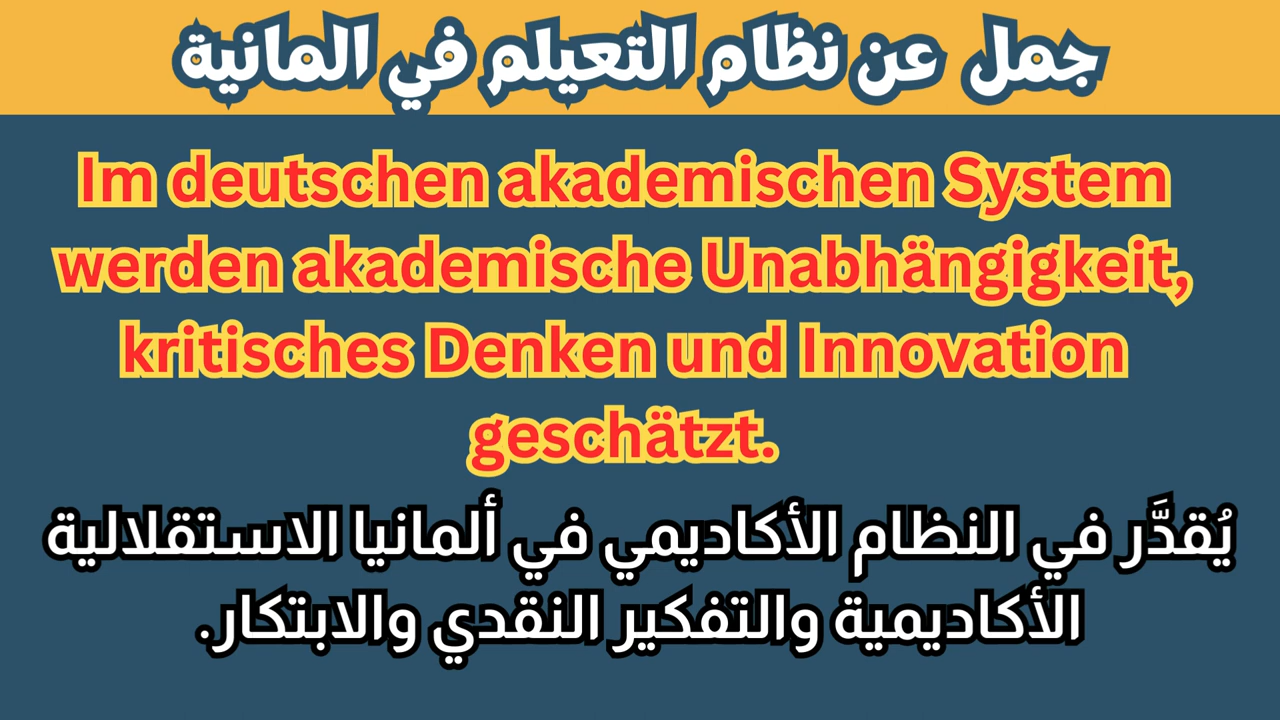 جمل عن نظام التعيلم في المانية
Im deutschen akademischen System
werden akademische Unabhängigkeit,
kritisches Denken und Innovation
geschätzt.
يُقدَّر في النظام الأكاديمي في ألمانيا الاستقلالية
الأكاديمية والتفكير النقدي والابتكار.